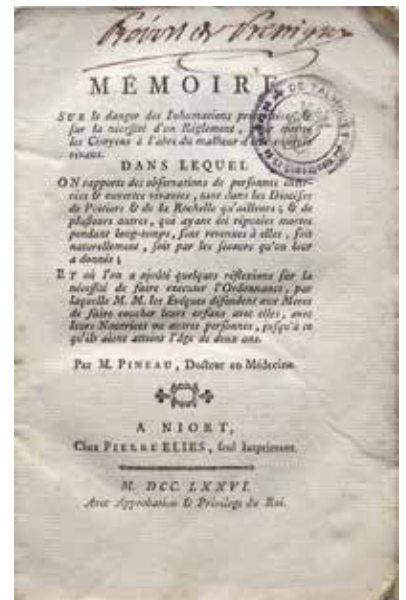 MÉMOIRE
SUR le danger des Inhumations précipitées, &
sur la nécessité d'un Réglement, pour mettre
les Citoyens à l'abri du malheur d'être enterrés
vivans.
DANS LEQUEL
ON rapporte des observations de personnes enter-
rées & ouvertes vivantes, tant dans les Diocèses
de Poitiers & de la Rochelle qu'ailleurs ; & de
plusieurs autres, qui ayant été réputées mortes
pendant long-temps, sont revenues à elles, soit
naturellement, soit par les secours qu'on leur
a donnés ;
ET où l'on a ajouté quelques réflexions sur la
nécessité de faire exécuter l'Ordonnance, par
laquelle M. M. les Evêques défendent aux Meres
de faire coucher leurs enfans avec elles, avec
leurs Nourrices ou autres personnes, jusqu'à ce
qu'ils aient atteint l'âge de deux ans.
Par M. PINEAU, Docteur en Médecine.
A NIORT,
Chez PIERRE ELIES, seul Imprimeur.
M. DCC. LXXVI.
Avec Approbation & Privilege du Roi.